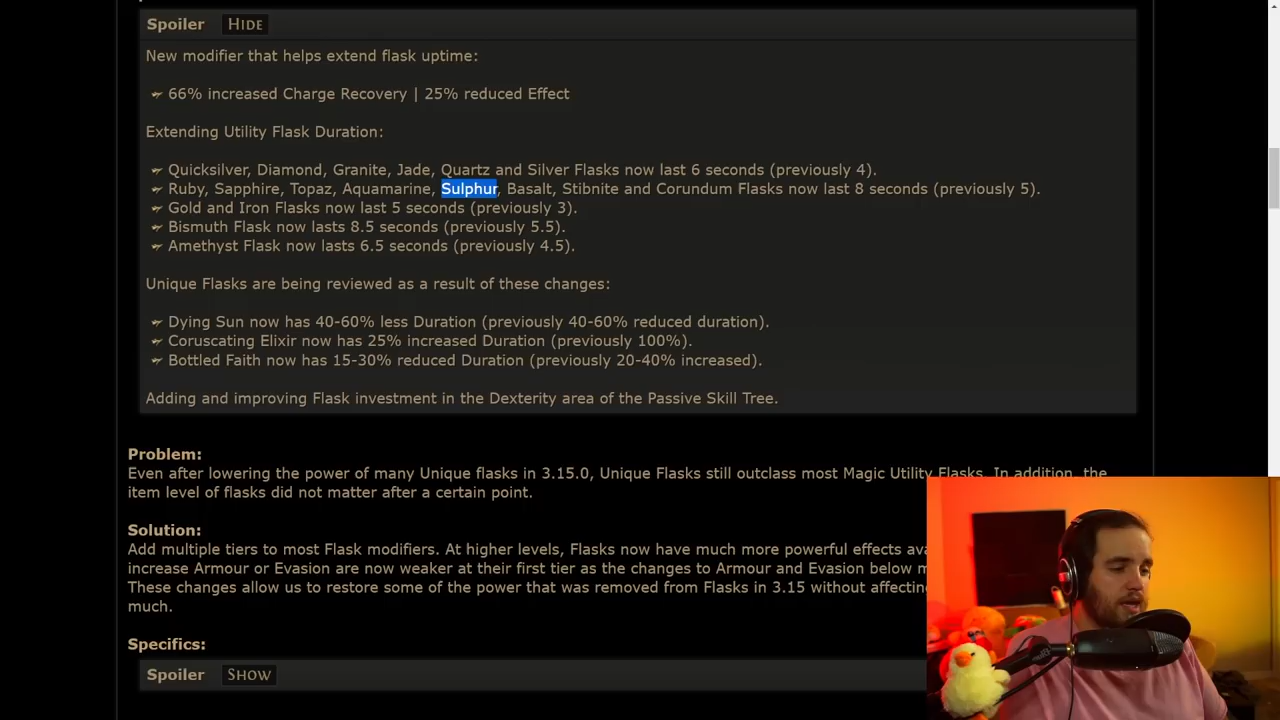 Spoiler HIDE
New modifier that helps extend flask uptime:
66% increased Charge Recovery | 25% reduced Effect
Extending Utility Flask Duration:
Quicksilver, Diamond, Granite, Jade, Quartz and Silver Flasks now last 6 seconds (previously 4).
Ruby, Sapphire, Topaz, Aquamarine, Sulphur, Basalt, Stibnite and Corundum Flasks now last 8 seconds (previously 5).
Gold and Iron Flasks now last 5 seconds (previously 3).
Bismuth Flask now lasts 8.5 seconds (previously 5.5).
Amethyst Flask now lasts 6.5 seconds (previously 4.5).
Unique Flasks are being reviewed as a result of these changes:
Dying Sun now has 40-60% less Duration (previously 40-60% reduced duration).
Coruscating Elixir now has 25% increased Duration (previously 100%).
Bottled Faith now has 15-30% reduced Duration (previously 20-40% increased).
Adding and improving Flask investment in the Dexterity area of the Passive Skill Tree.
Problem:
Even after lowering the power of many Unique flasks in 3.15.0, Unique Flasks still outclass most Magic Utility Flasks. In addition, the
item level of flasks did not matter after a certain point.
Solution:
Add multiple tiers to most Flask modifiers. At higher levels, Flasks now have much more powerful effects
increase Armour or Evasion are now weaker at their first tier as the changes to Armour and Evasion below
These changes allow us to restore some of the power that was removed from Flasks in 3.15 without affecting
much.
Specifics:
Spoiler SHOW